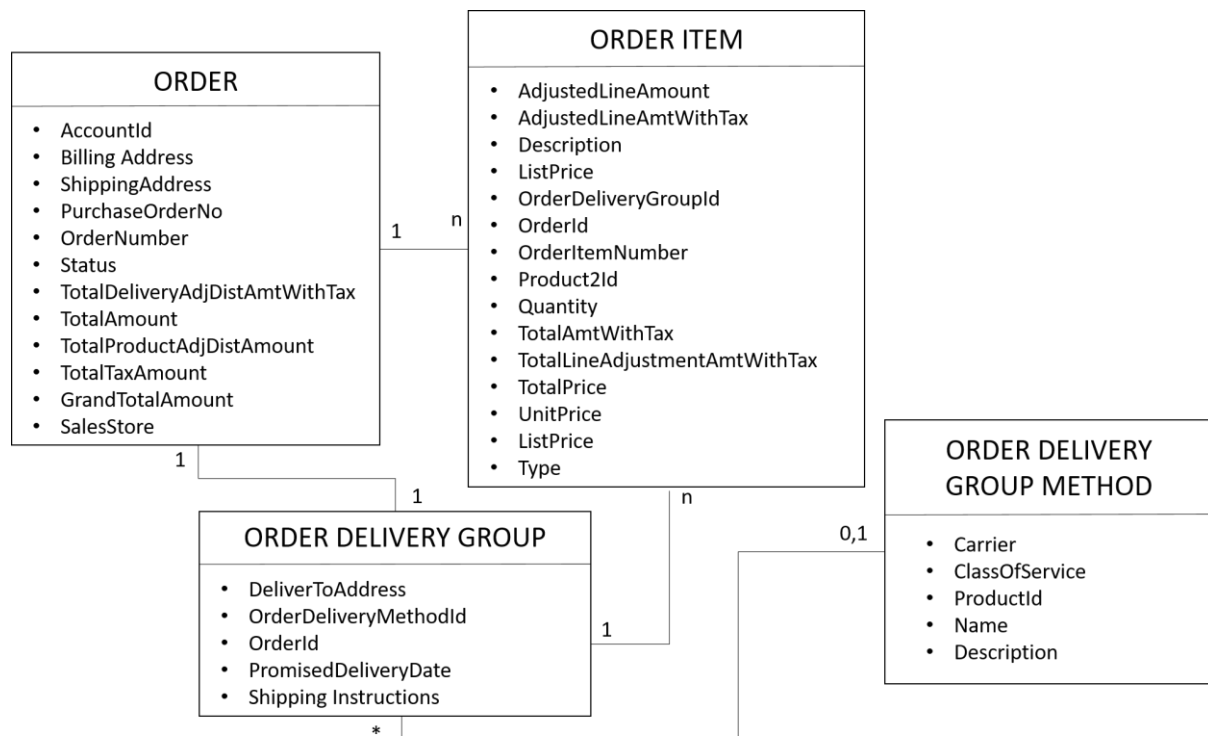 ORDER
• AccountId
• Billing Address
• ShippingAddress
• PurchaseOrderNo
• OrderNumber
• Status
• TotalDeliveryAdjDistAmtWithTax
• TotalAmount
• TotalProductAdjDistAmount
• TotalTaxAmount
• GrandTotalAmount
• SalesStore
1
n
ORDER ITEM
• AdjustedLineAmount
• AdjustedLineAmtWithTax
• Description
• ListPrice
• OrderDeliveryGroupId
• OrderId
• OrderItemNumber
• Product2Id
• Quantity
• TotalAmtWithTax
• TotalLineAdjustmentAmtWithTax
• TotalPrice
• UnitPrice
• ListPrice
• Type
1
1
n
ORDER DELIVERY GROUP
• DeliverToAddress
• OrderDeliveryMethodId
• OrderId
• PromisedDeliveryDate
• Shipping Instructions
1
*
0,1
ORDER DELIVERY
GROUP METHOD
• Carrier
• ClassOfService
• ProductId
• Name
• Description